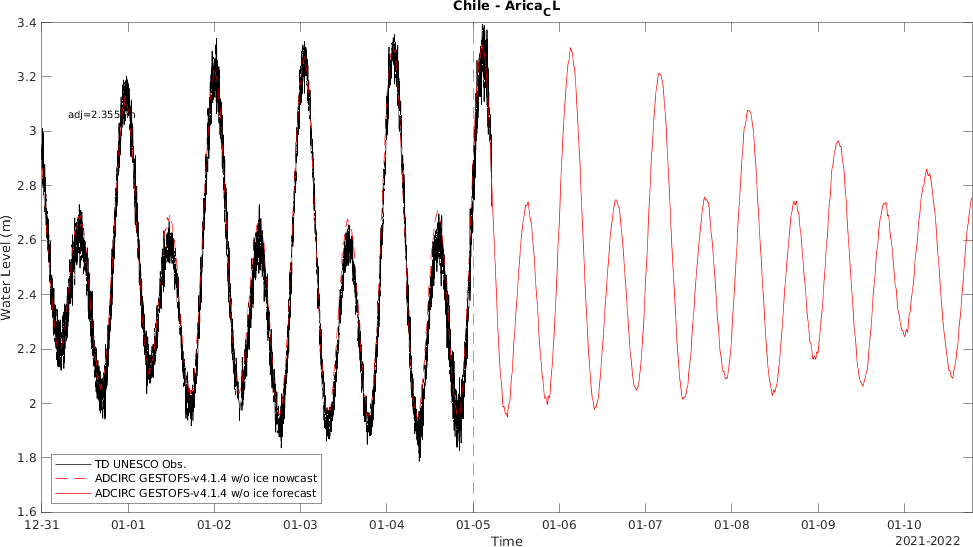 Chile - Arica_CL
3.4
3.2
3
2.8
2.6
2.4
2.2
2
1.8
1.6
Water Level (m)
adj=2.355 m
TD UNESCO Obs.
ADCIRC GESTOFS-v4.1.4 w/o ice nowcast
ADCIRC GESTOFS-v4.1.4 w/o ice forecast
12-31 01-01 01-02 01-03 01-04 01-05 01-06 01-07 01-08 01-09 01-10
Time
2021-2022